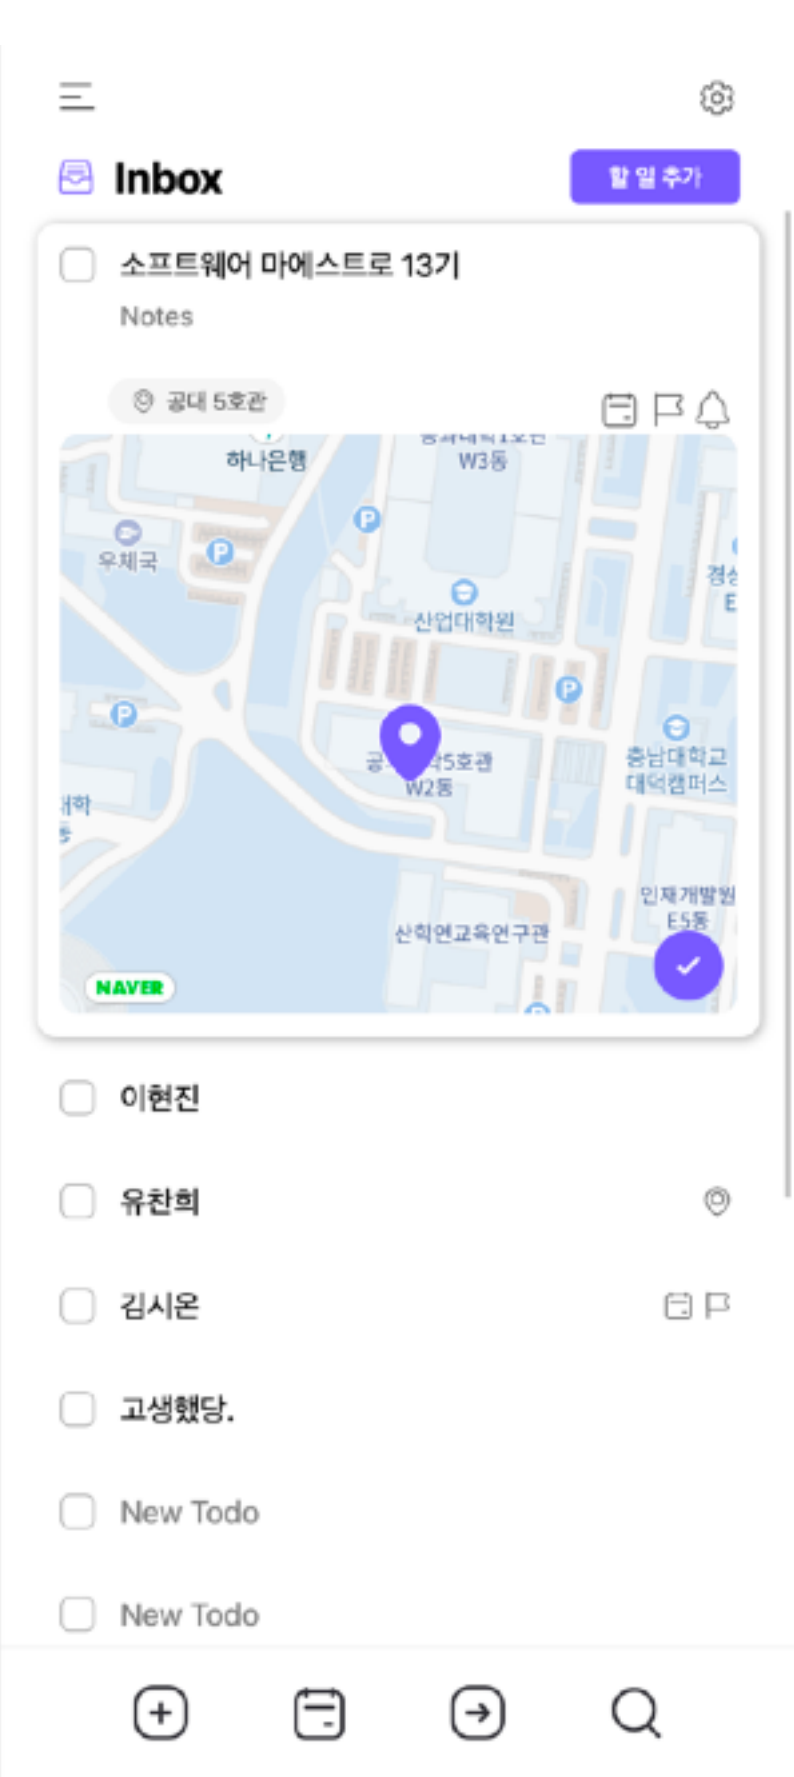 Inbox
할 일 추가
소프트웨어 마에스트로 13기
Notes
공대 5호관
하나은행
W3동
P
우체국
P
산업대학원
P
P
충남대학교
대덕캠퍼스
5호관
W2동
인재개발원
E5동
산학연교육연구관
NAVER
이현진
유찬희
김시온
고생했당.
New Todo
New Todo